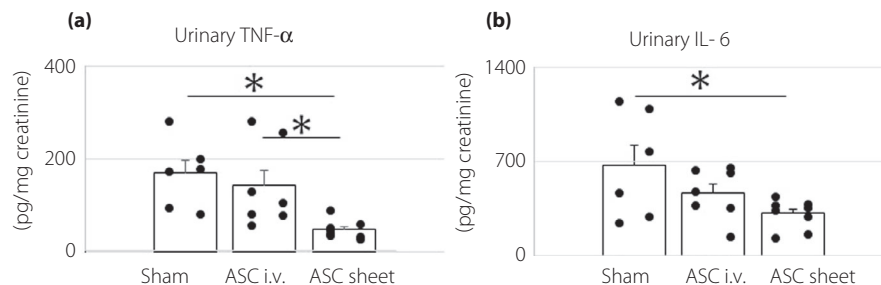 (a)
Urinary TNF-α
(pg/mg creatinine)
400
200
0
*
*
Sham ASC i.v. ASC sheet
(b)
Urinary IL- 6
(pg/mg creatinine)
1400
700
0
*
Sham ASC i.v. ASC sheet